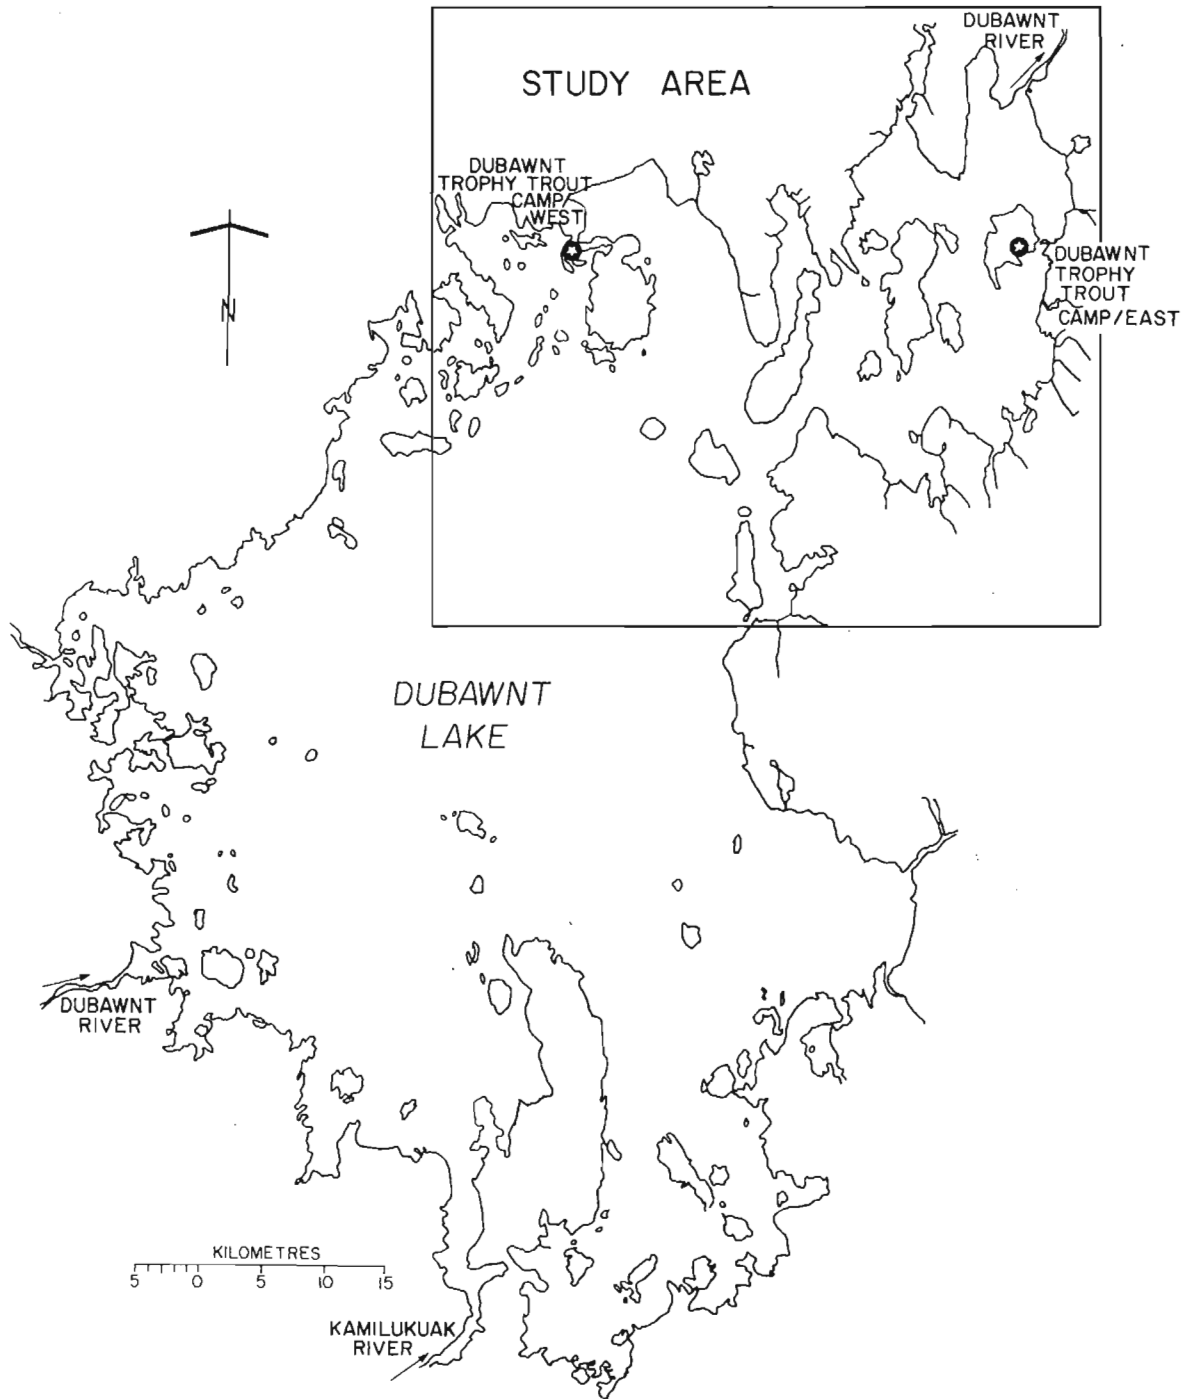 DUBAWNT
RIVER
STUDY AREA
DUBAWNT
TROPHY TROUT
CAMP/
WEST
DUBAWNT
TROPHY
TROUT
CAMP/EAST
N
DUBAWNT
LAKE
DUBAWNT
RIVER
KILOMETRES
5 0 5 10 15
KAMILUKUAK
RIVER